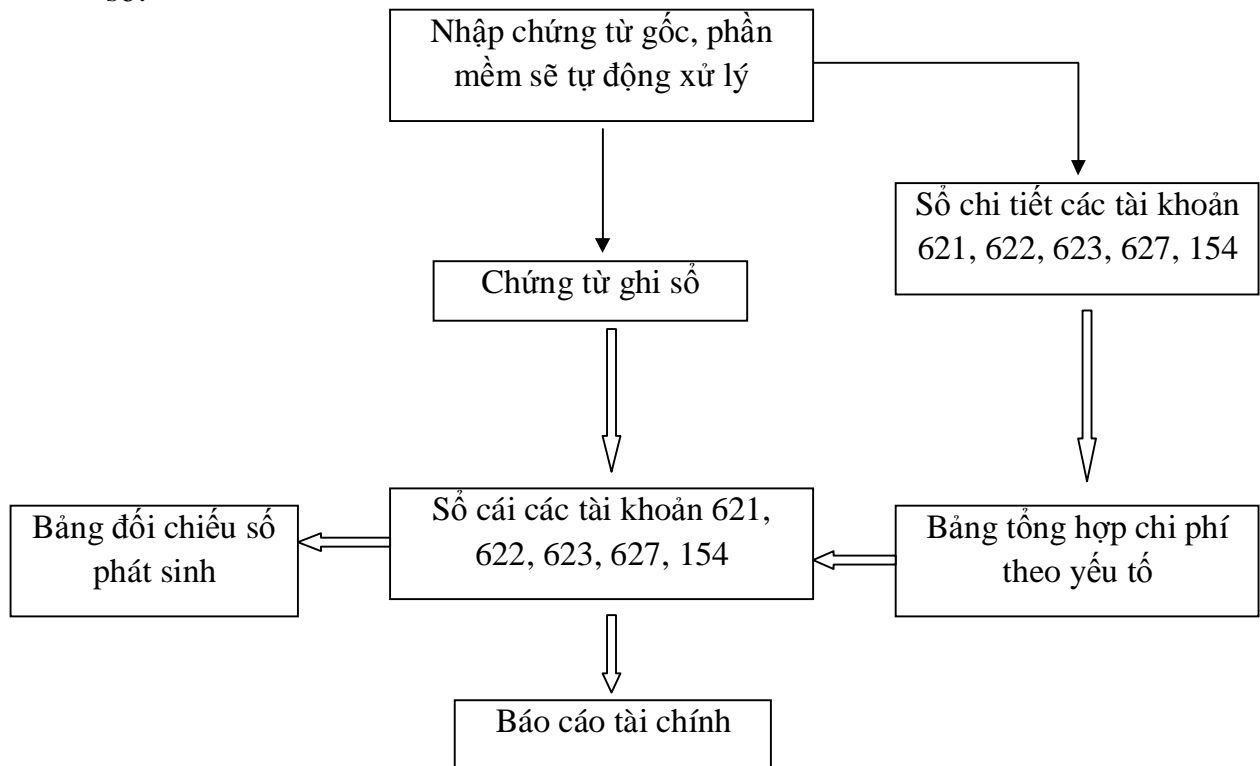 sổ:
Nhập chứng từ gốc, phần
mềm sẽ tự động xử lý
Sổ chi tiết các tài khoản
621, 622, 623, 627, 154
Chứng từ ghi sổ
Bảng đối chiếu số
phát sinh
Sổ cái các tài khoản 621,
622, 623, 627, 154
Bảng tổng hợp chi phí
theo yếu tố
Báo cáo tài chính